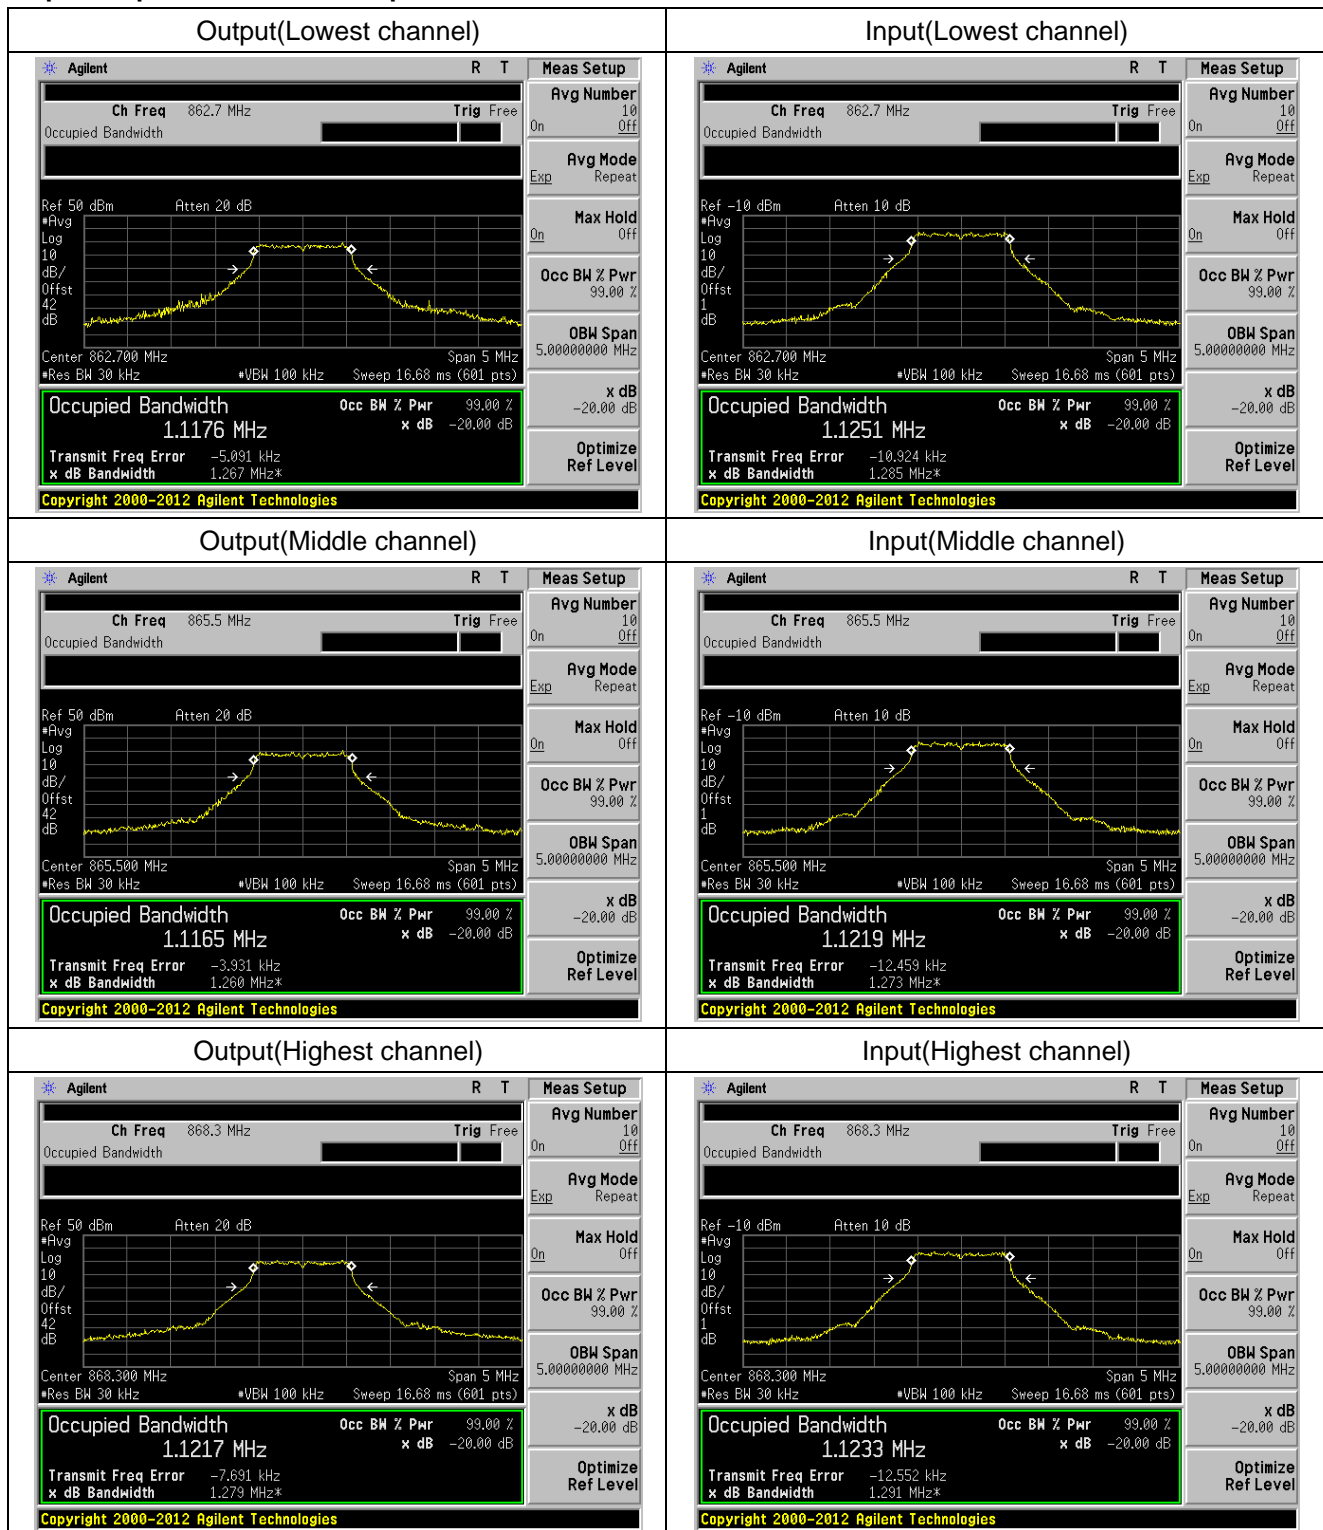 Output(Lowest channel)
Agilent R T Meas Setup
Ch Freq 862.7 MHz Trig Free
Occupied Bandwidth
Avg Number
10
On Off
Avg Mode
Exp Repeat
Ref 50 dBm Atten 20 dB
#Avg
Log
10
dB/
Offst
42
dB
Max Hold
On Off
Occ BW % Pwr
99.00 %
OBW Span
5.00000000 MHz
Center 862.700 MHz Span 5 MHz
#Res BW 30 kHz #VBW 100 kHz Sweep 16.68 ms (601 pts)
Occupied Bandwidth Occ BW % Pwr 99.00 %
1.1176 MHz x dB -20.00 dB
Transmit Freq Error -5.091 kHz
x dB Bandwidth 1.267 MHz*
x dB
-20.00 dB
Optimize
Ref Level
Copyright 2000-2012 Agilent Technologies
Input(Lowest channel)
Agilent R T Meas Setup
Ch Freq 862.7 MHz Trig Free
Occupied Bandwidth
Avg Number
10
On Off
Avg Mode
Exp Repeat
Ref -10 dBm Atten 10 dB
#Avg
Log
10
dB/
Offst
1
dB
Max Hold
On Off
Occ BW % Pwr
99.00 %
OBW Span
5.00000000 MHz
Center 862.700 MHz Span 5 MHz
#Res BW 30 kHz #VBW 100 kHz Sweep 16.68 ms (601 pts)
Occupied Bandwidth Occ BW % Pwr 99.00 %
1.1251 MHz x dB -20.00 dB
Transmit Freq Error -10.924 kHz
x dB Bandwidth 1.285 MHz*
x dB
-20.00 dB
Optimize
Ref Level
Copyright 2000-2012 Agilent Technologies
Output(Middle channel)
Agilent R T Meas Setup
Ch Freq 865.5 MHz Trig Free
Occupied Bandwidth
Avg Number
10
On Off
Avg Mode
Exp Repeat
Ref 50 dBm Atten 20 dB
#Avg
Log
10
dB/
Offst
42
dB
Max Hold
On Off
Occ BW % Pwr
99.00 %
OBW Span
5.00000000 MHz
Center 865.500 MHz Span 5 MHz
#Res BW 30 kHz #VBW 100 kHz Sweep 16.68 ms (601 pts)
Occupied Bandwidth Occ BW % Pwr 99.00 %
1.1165 MHz x dB -20.00 dB
Transmit Freq Error -3.931 kHz
x dB Bandwidth 1.260 MHz*
x dB
-20.00 dB
Optimize
Ref Level
Copyright 2000-2012 Agilent Technologies
Input(Middle channel)
Agilent R T Meas Setup
Ch Freq 865.5 MHz Trig Free
Occupied Bandwidth
Avg Number
10
On Off
Avg Mode
Exp Repeat
Ref -10 dBm Atten 10 dB
#Avg
Log
10
dB/
Offst
1
dB
Max Hold
On Off
Occ BW % Pwr
99.00 %
OBW Span
5.00000000 MHz
Center 865.500 MHz Span 5 MHz
#Res BW 30 kHz #VBW 100 kHz Sweep 16.68 ms (601 pts)
Occupied Bandwidth Occ BW % Pwr 99.00 %
1.1219 MHz x dB -20.00 dB
Transmit Freq Error -12.459 kHz
x dB Bandwidth 1.273 MHz*
x dB
-20.00 dB
Optimize
Ref Level
Copyright 2000-2012 Agilent Technologies
Output(Highest channel)
Agilent R T Meas Setup
Ch Freq 868.3 MHz Trig Free
Occupied Bandwidth
Avg Number
10
On Off
Avg Mode
Exp Repeat
Ref 50 dBm Atten 20 dB
#Avg
Log
10
dB/
Offst
42
dB
Max Hold
On Off
Occ BW % Pwr
99.00 %
OBW Span
5.00000000 MHz
Center 868.300 MHz Span 5 MHz
#Res BW 30 kHz #VBW 100 kHz Sweep 16.68 ms (601 pts)
Occupied Bandwidth Occ BW % Pwr 99.00 %
1.1217 MHz x dB -20.00 dB
Transmit Freq Error -7.691 kHz
x dB Bandwidth 1.279 MHz*
x dB
-20.00 dB
Optimize
Ref Level
Copyright 2000-2012 Agilent Technologies
Input(Highest channel)
Agilent R T Meas Setup
Ch Freq 868.3 MHz Trig Free
Occupied Bandwidth
Avg Number
10
On Off
Avg Mode
Exp Repeat
Ref -10 dBm Atten 10 dB
#Avg
Log
10
dB/
Offst
1
dB
Max Hold
On Off
Occ BW % Pwr
99.00 %
OBW Span
5.00000000 MHz
Center 868.300 MHz Span 5 MHz
#Res BW 30 kHz #VBW 100 kHz Sweep 16.68 ms (601 pts)
Occupied Bandwidth Occ BW % Pwr 99.00 %
1.1233 MHz x dB -20.00 dB
Transmit Freq Error -12.552 kHz
x dB Bandwidth 1.291 MHz*
x dB
-20.00 dB
Optimize
Ref Level
Copyright 2000-2012 Agilent Technologies